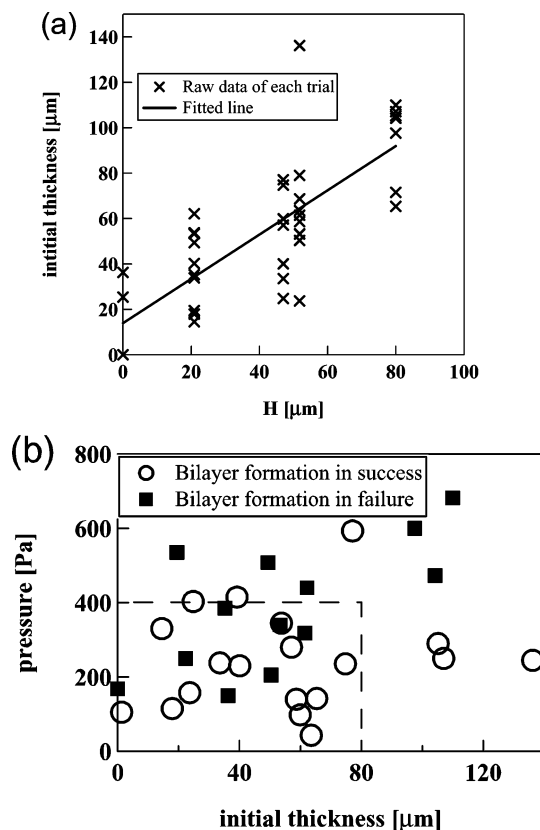 (a)
140
120
100
80
60
40
20
0
intitial thickness [μm]
Raw data of each trial
Fitted line
0 20 40 60 80 100
H [μm]
(b)
800
600
400
200
0
pressure [Pa]
Bilayer formation in success
Bilayer formation in failure
0 40 80 120
initial thickness [μm]